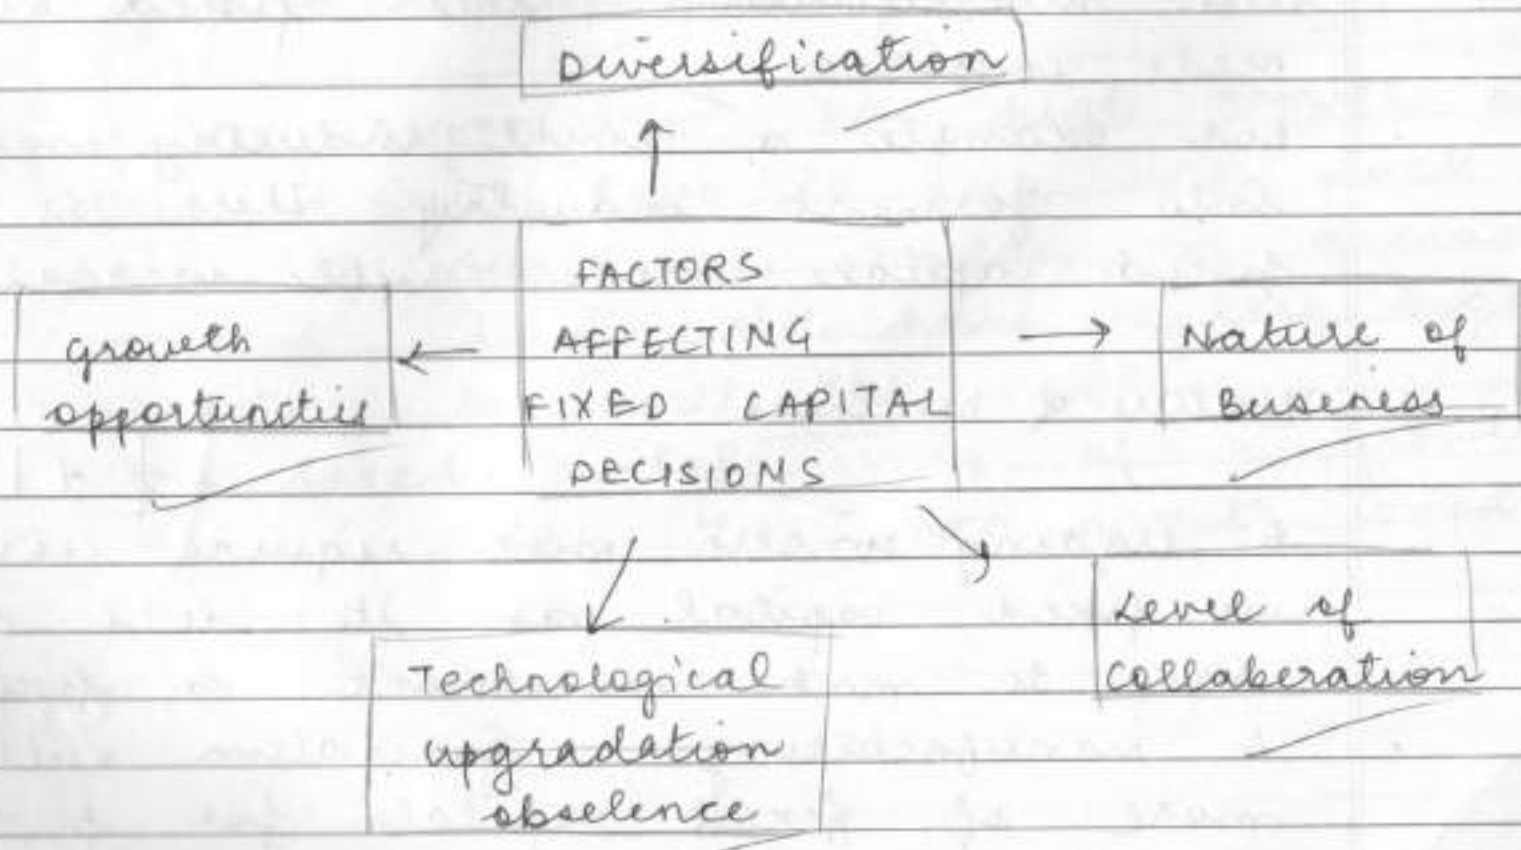 Diversification
FACTORS
AFFECTING
FIXED CAPITAL
DECISIONS
growth
opportunities
Nature of
Business
Level of
Collaberation
Technological
upgradation
obselence